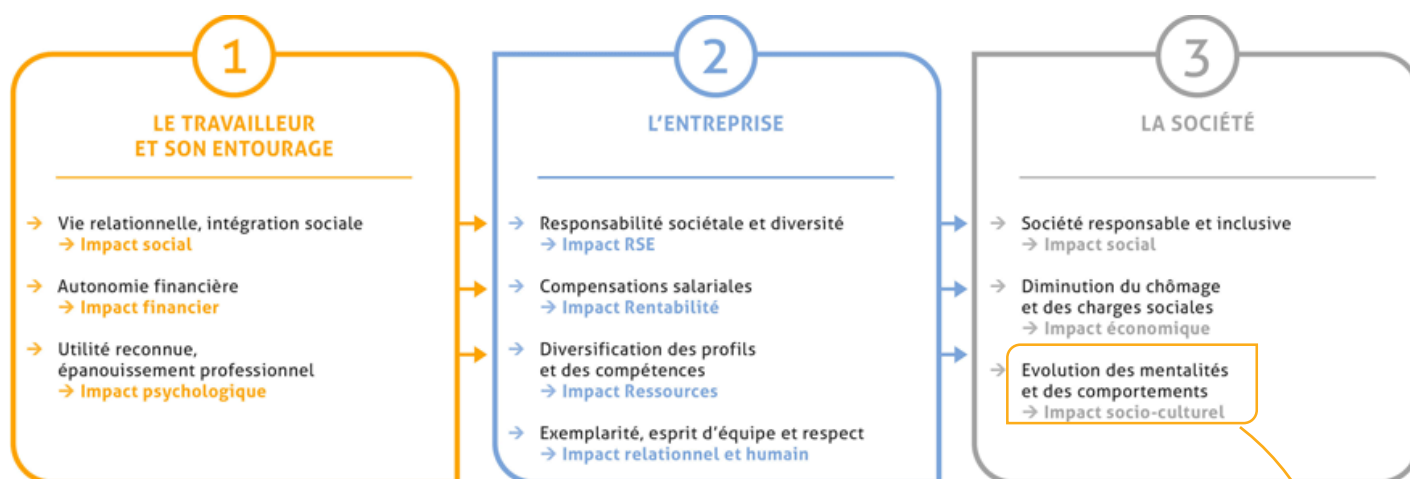 1
LE TRAVAILLEUR
ET SON ENTOURAGE
→ Vie relationnelle, intégration sociale
→ Impact social
→ Autonomie financière
→ Impact financier
→ Utilité reconnue,
épanouissement professionnel
→ Impact psychologique
2
L'ENTREPRISE
→ Responsabilité sociétale et diversité
→ Impact RSE
→ Compensations salariales
→ Impact Rentabilité
→ Diversification des profils
et des compétences
→ Impact Ressources
→ Exemplarité, esprit d'équipe et respect
→ Impact relationnel et humain
3
LA SOCIÉTÉ
→ Société responsable et inclusive
→ Impact social
→ Diminution du chômage
et des charges sociales
→ Impact économique
→ Evolution des mentalités
et des comportements
→ Impact socio-culturel